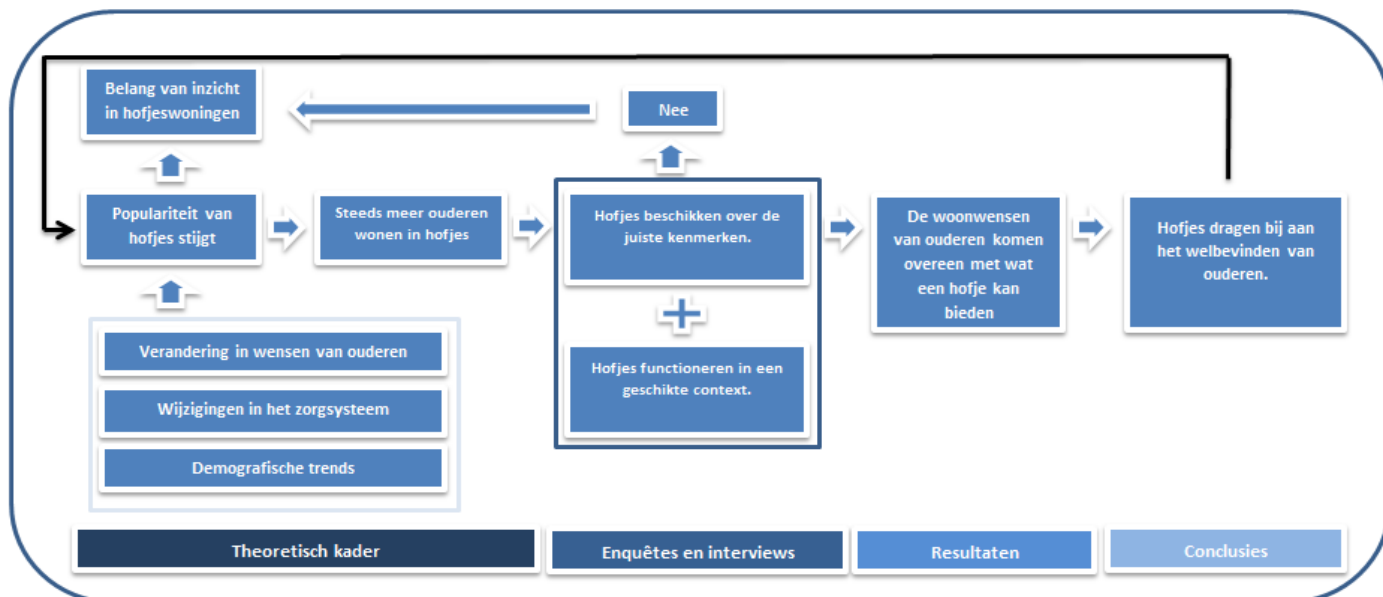 Belang van inzicht
in hofjeswoningen
Nee
Populariteit van
hofjes stijgt
Steeds meer ouderen
wonen in hofjes
Hofjes beschikken over de
juiste kenmerken.
De woonwensen
van ouderen komen
overeen met wat
een hofje kan
bieden
Hofjes dragen bij aan
het welbevinden van
ouderen.
Hofjes functioneren in een
geschikte context.
Verandering in wensen van ouderen
Wijzigingen in het zorgsysteem
Demografische trends
Theoretisch kader
Enquêtes en interviews
Resultaten
Conclusies